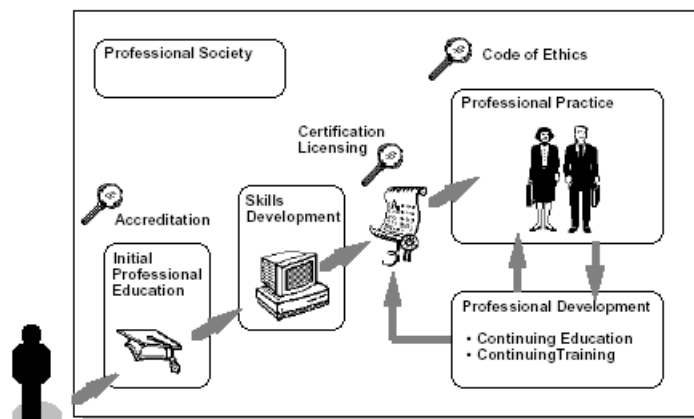 Professional Society
Code of Ethics
Professional Practice
Certification
Licensing
Accreditation
Skills
Development
Initial
Professional
Education
Professional Development
• Continuing Education
• ContinuingTraining